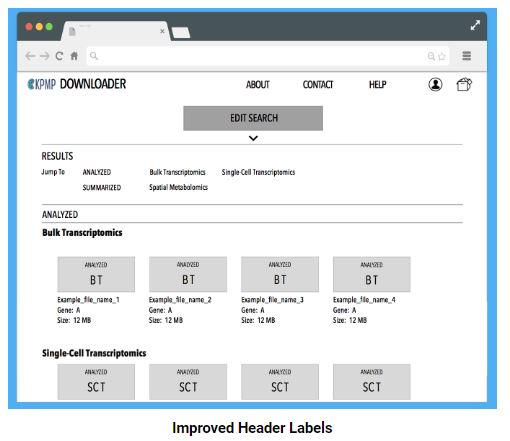 KPMP DOWNLOADER ABOUT CONTACT HELP
EDIT SEARCH
RESULTS
Jump To ANALYZED Bulk Transcriptomics Single-Cell Transcriptomics
SUMMARIZED Spatial Metabolomics
ANALYZED
Bulk Transcriptomics
ANALYZED ANALYZED ANALYZED ANALYZED
BT BT BT BT
Example_file_name_1 Example_file_name_2 Example_file_name_3 Example_file_name_4
Gene: A Gene: A Gene: A Gene: A
Size: 12 MB Size: 12 MB Size: 12 MB Size: 12 MB
Single-Cell Transcriptomics
ANALYZED ANALYZED ANALYZED ANALYZED
SCT SCT SCT SCT
Improved Header Labels